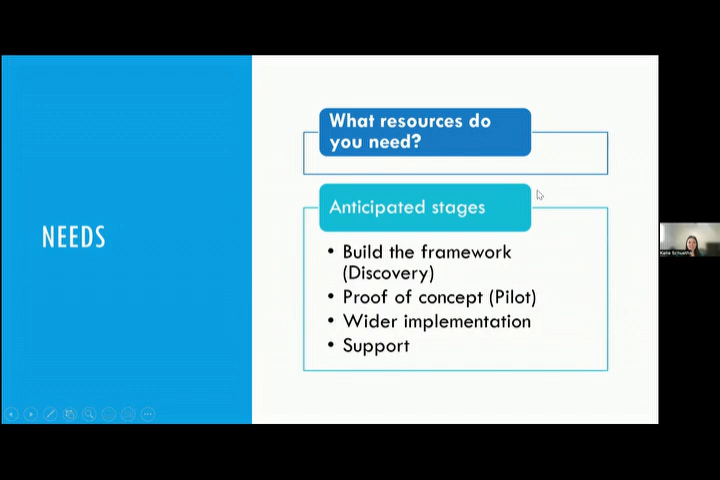 What resources do
you need?
Anticipated stages
NEEDS
• Build the framework
(Discovery)
• Proof of concept (Pilot)
• Wider implementation
• Support